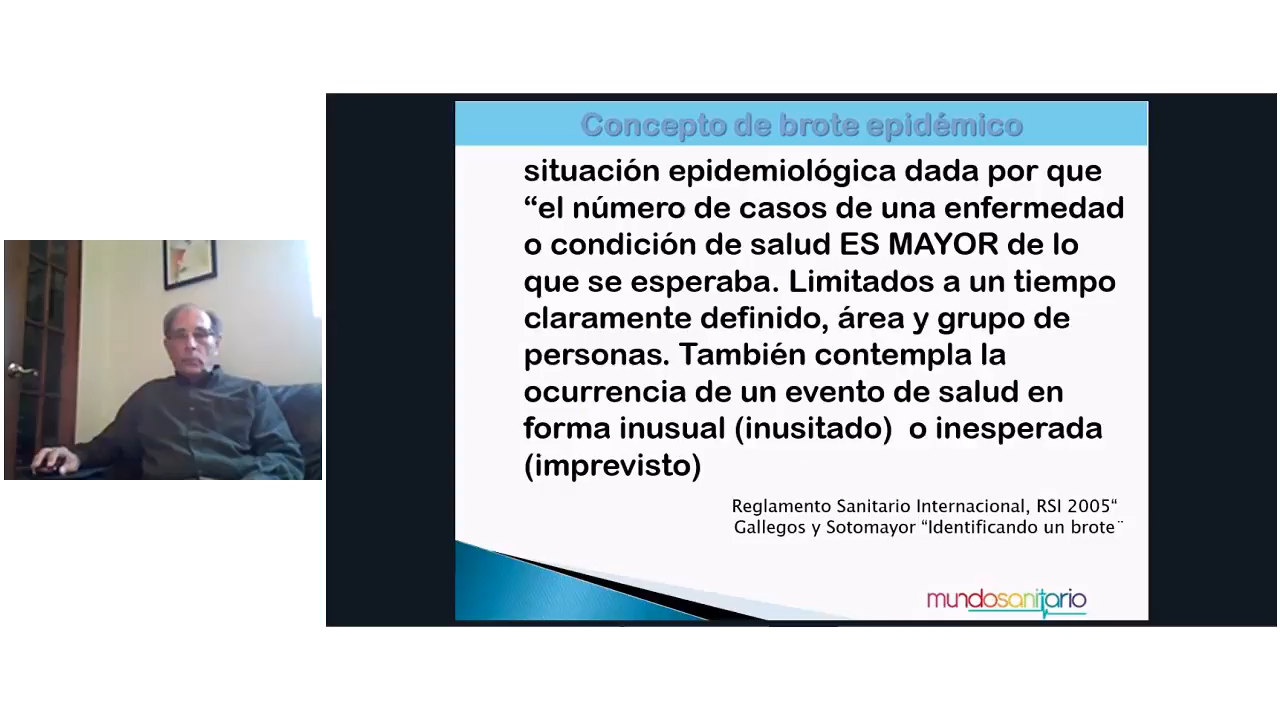 Concepto de brote epidémico
situación epidemiológica dada por que
“el número de casos de una enfermedad
o condición de salud ES MAYOR de lo
que se esperaba. Limitados a un tiempo
claramente definido, área y grupo de
personas. También contempla la
ocurrencia de un evento de salud en
forma inusual (inusitado)  o inesperada
(imprevisto)
Reglamento Sanitario Internacional, RSI 2005“
Gallegos y Sotomayor “Identificando un brote¨
mundosanitario